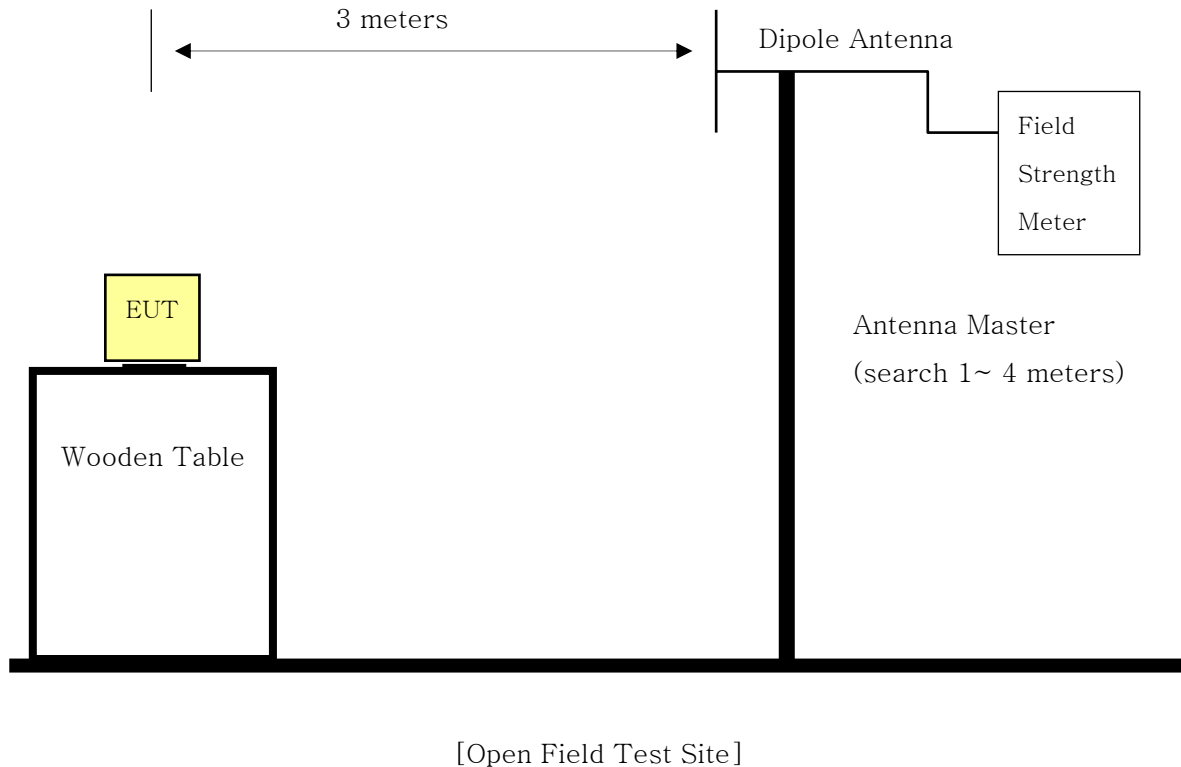 3 meters
Dipole Antenna
Field
Strength
Meter
EUT
Antenna Master
(search 1~ 4 meters)
Wooden Table
[Open Field Test Site]